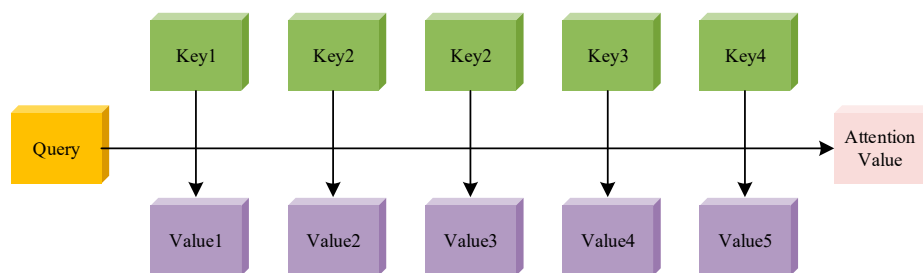 Key1
Key2
Key2
Key3
Key4
Query
Attention
Value
Value1
Value2
Value3
Value4
Value5